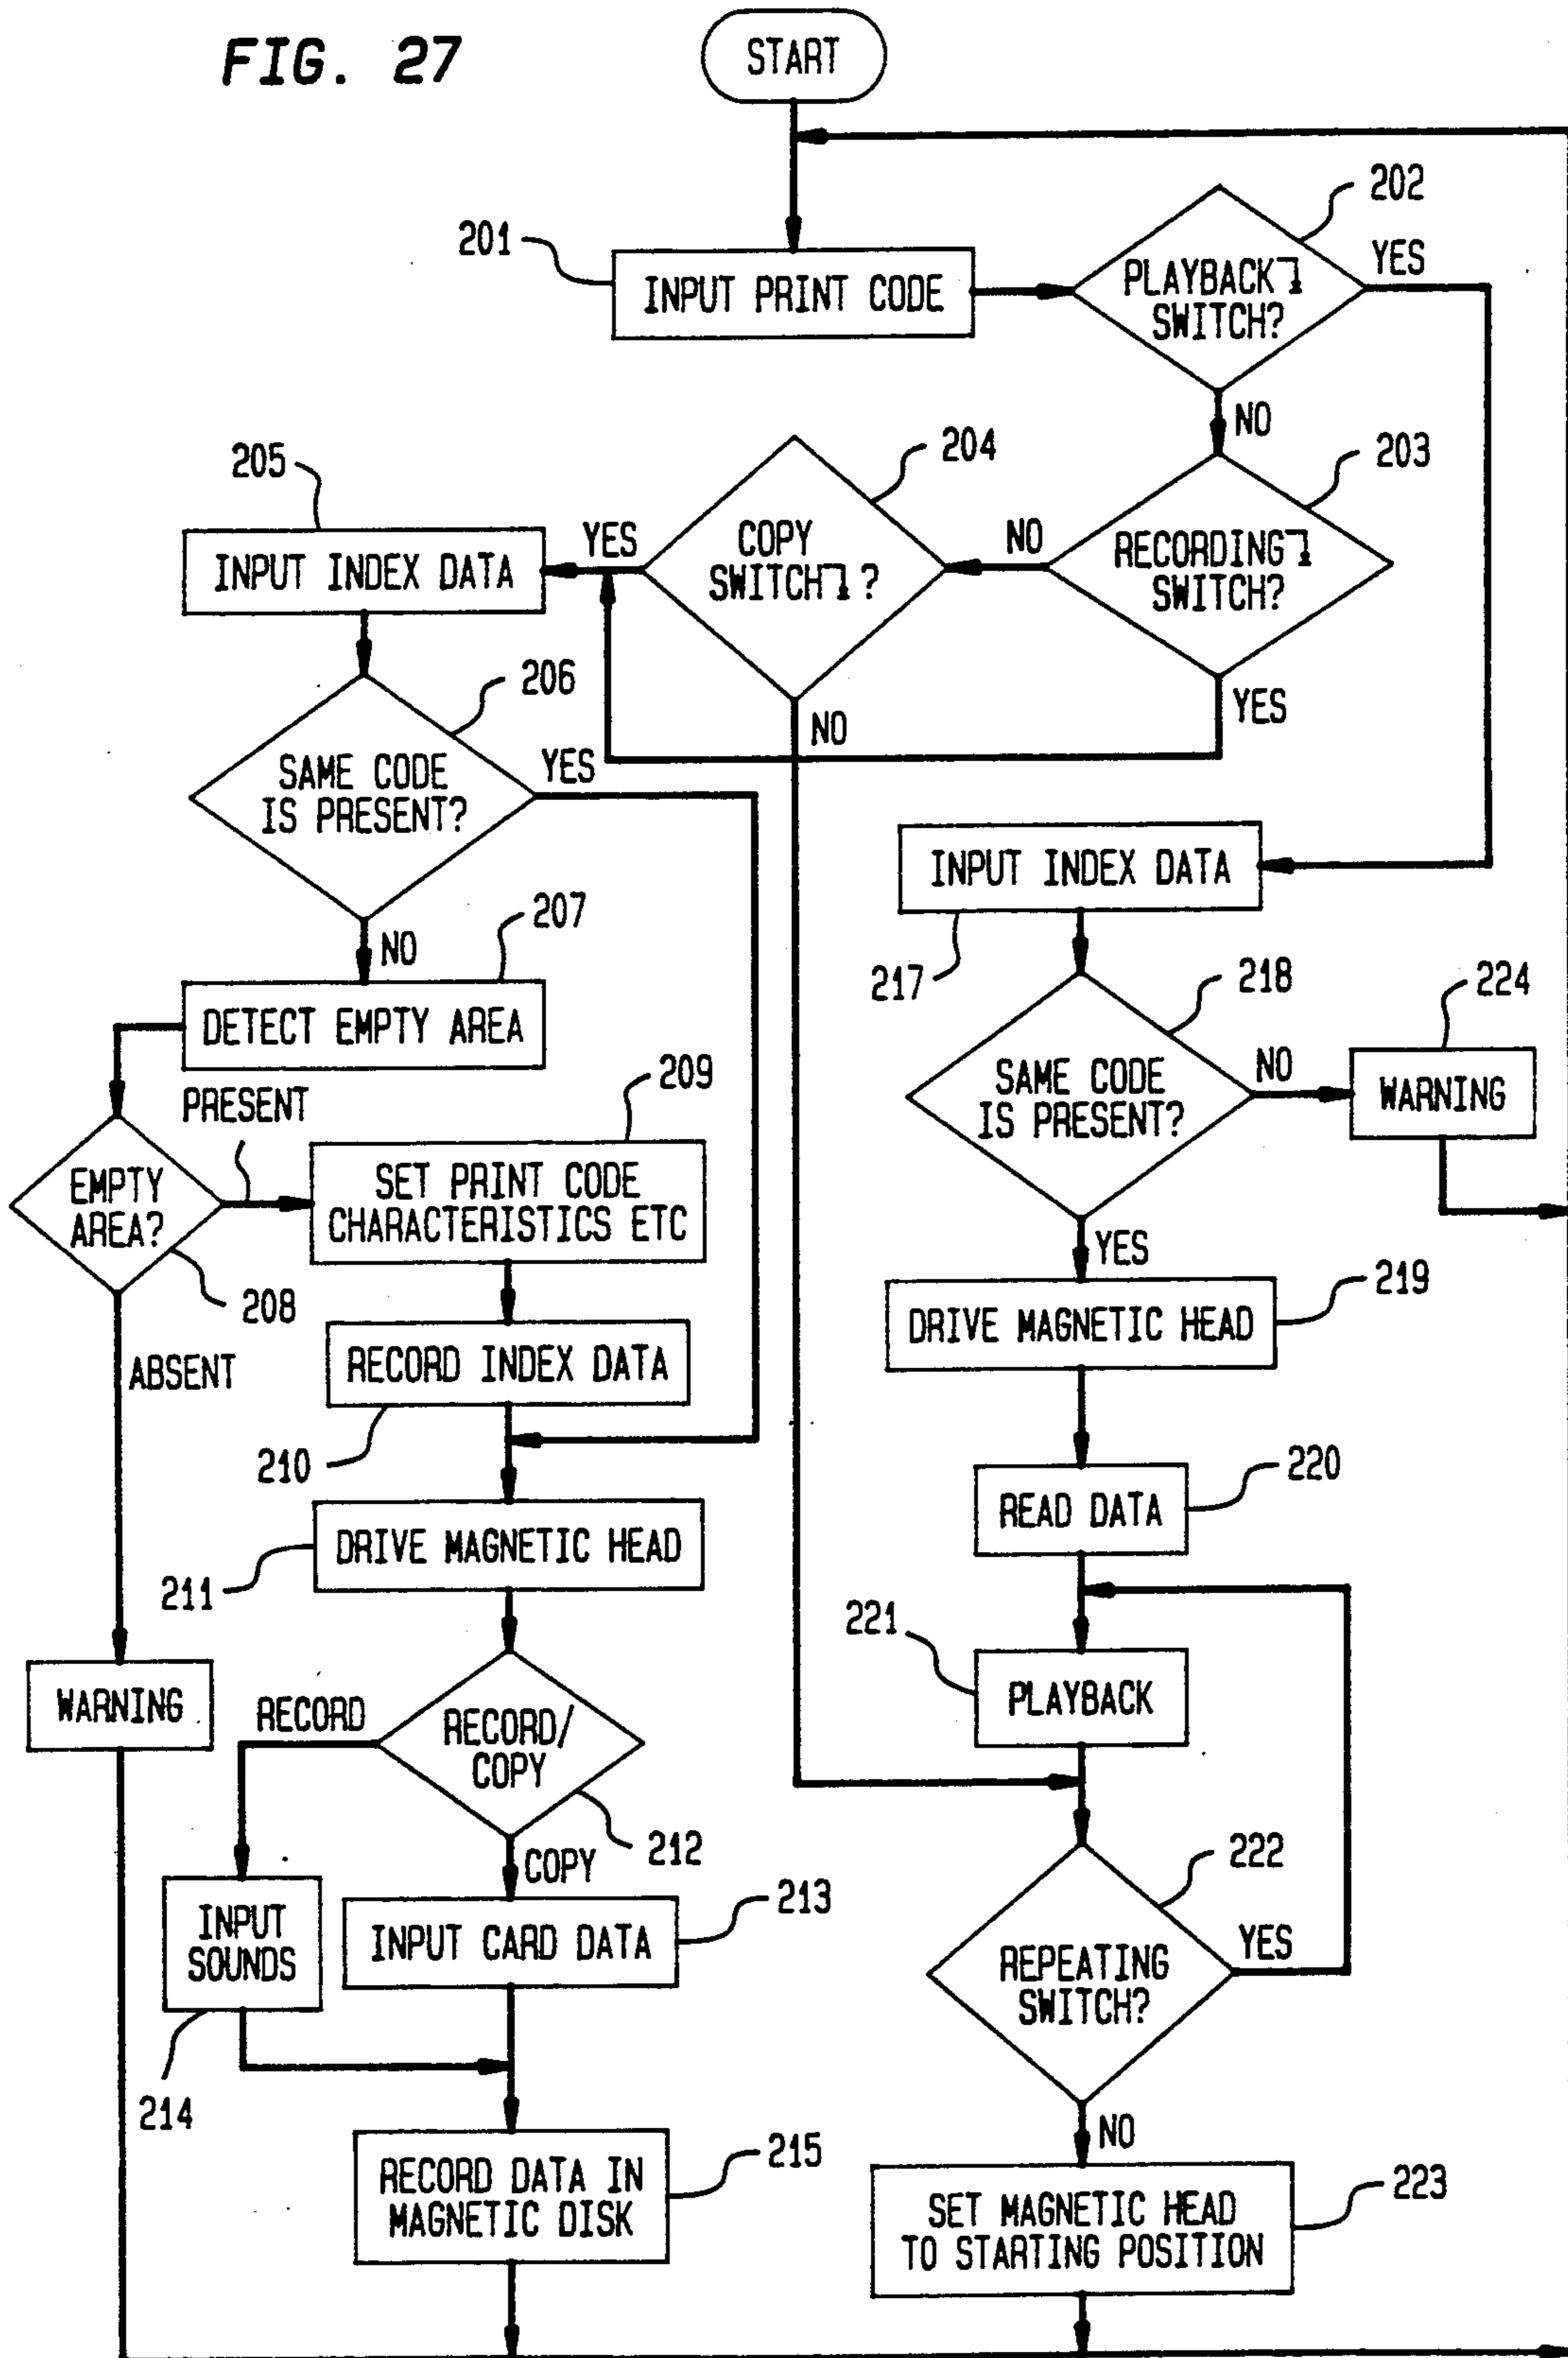 FIG. 27
START
201
INPUT PRINT CODE
202
PLAYBACK
SWITCH?
YES
NO
203
RECORDING
SWITCH?
NO
YES
204
COPY
SWITCH ?
YES
NO
205
INPUT INDEX DATA
206
SAME CODE
IS PRESENT?
YES
NO
207
DETECT EMPTY AREA
PRESENT
EMPTY
AREA?
208
ABSENT
209
SET PRINT CODE
CHARACTERISTICS ETC
RECORD INDEX DATA
210
DRIVE MAGNETIC HEAD
211
WARNING
RECORD
RECORD/
COPY
212
COPY
INPUT
SOUNDS
214
INPUT CARD DATA
213
RECORD DATA IN
MAGNETIC DISK
215
INPUT INDEX DATA
217
218
SAME CODE
IS PRESENT?
NO
224
WARNING
YES
DRIVE MAGNETIC HEAD
219
READ DATA
220
221
PLAYBACK
222
REPEATING
SWITCH?
YES
NO
SET MAGNETIC HEAD
TO STARTING POSITION
223